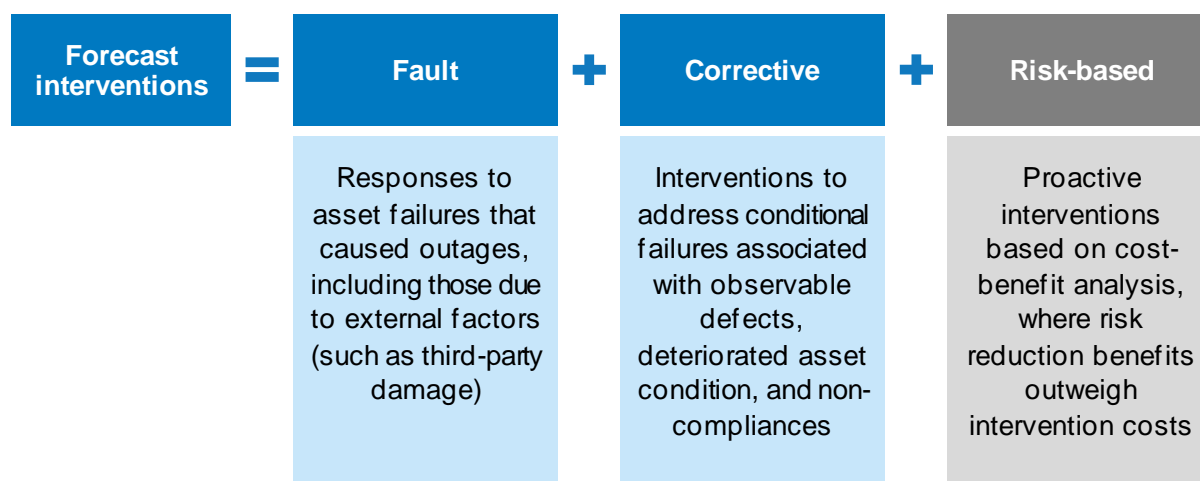 Forecast
interventions
=
Fault
+
Corrective
+
Risk-based
Responses to
asset failures that
caused outages,
including those due
to external factors
(such as third-party
damage)
Interventions to
address conditional
failures associated
with observable
defects,
deteriorated asset
condition, and non-
compliances
Proactive
interventions
based on cost-
benefit analysis,
where risk
reduction benefits
outweigh
intervention costs